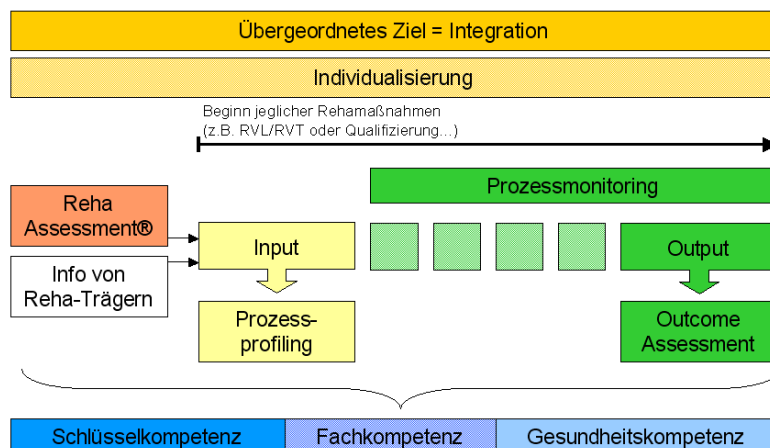 Übergeordnetes Ziel = Integration
Individualisierung
Beginn jeglicher Rehamaßnahmen
(z.B. RVL/RVT oder Qualifizierung...)
Prozessmonitoring
Reha
Assessment®
Info von
Reha-Trägern
Input
Output
Prozess-
profiling
Outcome
Assessment
Schlüsselkompetenz
Fachkompetenz
Gesundheitskompetenz